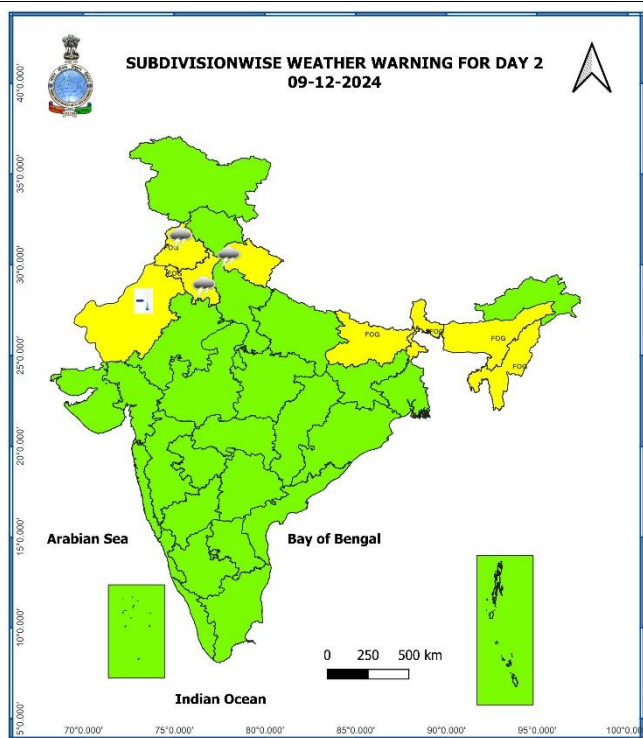 SUBDIVISIONWISE WEATHER WARNING FOR DAY 2
09-12-2024
40°0.000'
35°0.000'
30°0.000'
25°0.000'
20°0.000'
15°0.000'
10°0.000'
5°0.000'
FOG
FOG
FOG
FOG
FOG
FOG
Arabian Sea
Bay of Bengal
0 250 500 km
Indian Ocean
70°0.000' 75°0.000' 80°0.000' 85°0.000' 90°0.000' 95°0.000' 100°0.0